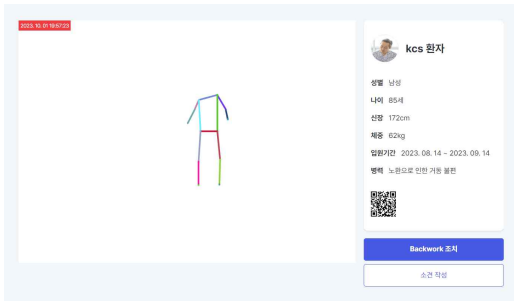 2023. 10. 01 19:57:23
kcs 환자
성별 남성
나이 85세
신장 172cm
체중 62kg
입원기간 2023. 08. 14 ~ 2023. 09. 14
병력 노환으로 인한 거동 불편
Backwork 조치
소견 작성